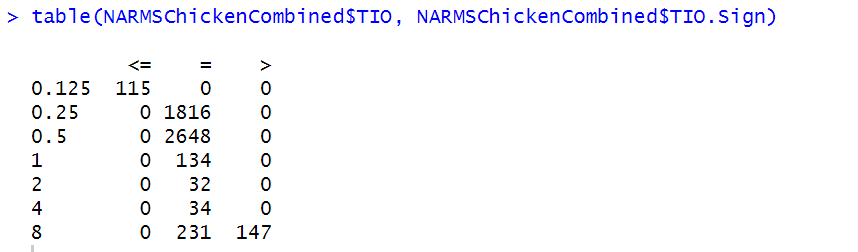 > table(NARMSChickenCombined$TIO, NARMSChickenCombined$TIO.Sign)
<= = >
0.125 115 0 0
0.25 0 1816 0
0.5 0 2648 0
1 0 134 0
2 0 32 0
4 0 34 0
8 0 231 147